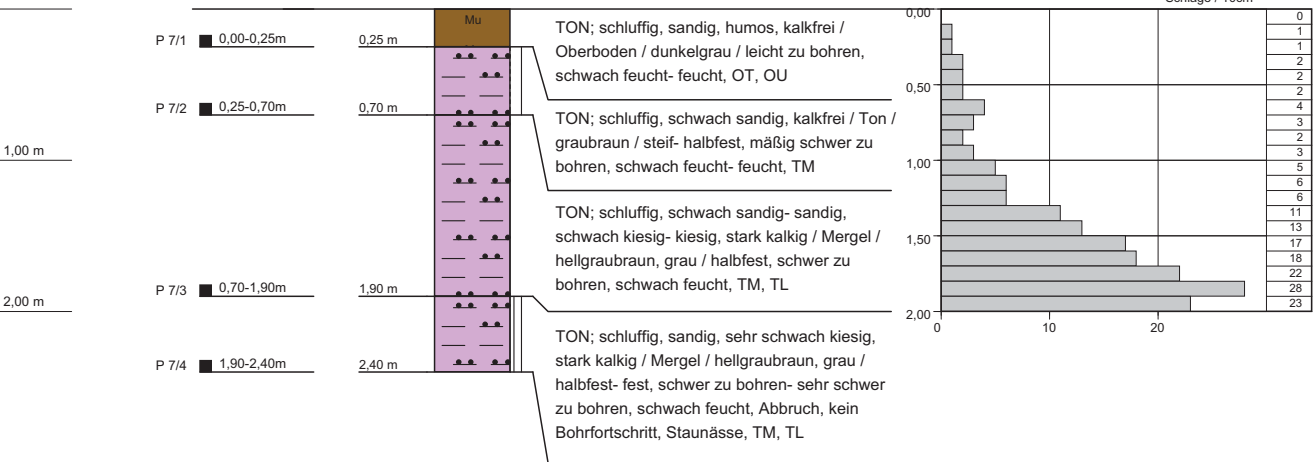 Schläge / 10cm
Mu
P 7/1 0,00-0,25m 0,25 m
TON; schluffig, sandig, humos, kalkfrei /
Oberboden / dunkelgrau / leicht zu bohren,
schwach feucht- feucht, OT, OU
P 7/2 0,25-0,70m 0,70 m
TON; schluffig, schwach sandig, kalkfrei / Ton /
graubraun / steif- halbfest, mäßig schwer zu
bohren, schwach feucht- feucht, TM
1,00 m
TON; schluffig, schwach sandig- sandig,
schwach kiesig- kiesig, stark kalkig / Mergel /
hellgraubraun, grau / halbfest, schwer zu
bohren, schwach feucht, TM, TL
P 7/3 0,70-1,90m 1,90 m
2,00 m
TON; schluffig, sandig, sehr schwach kiesig,
stark kalkig / Mergel / hellgraubraun, grau /
halbfest- fest, schwer zu bohren- sehr schwer
zu bohren, schwach feucht, Abbruch, kein
Bohrfortschritt, Staunässe, TM, TL
P 7/4 1,90-2,40m 2,40 m
0,00
0,50
1,00
1,50
2,00
0 10 20
0
1
1
2
2
2
4
3
2
3
5
6
6
11
13
17
18
22
28
23